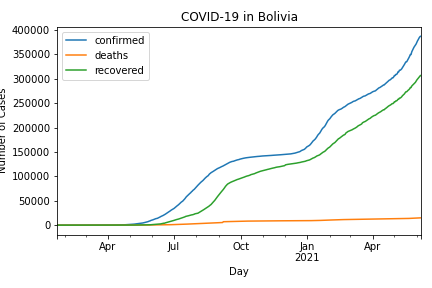 COVID-19 in Bolivia
confirmed
deaths
recovered
400000
350000
300000
250000
200000
150000
100000
50000
0
Number of Cases
Apr Jul Oct Jan Apr
2021
Day